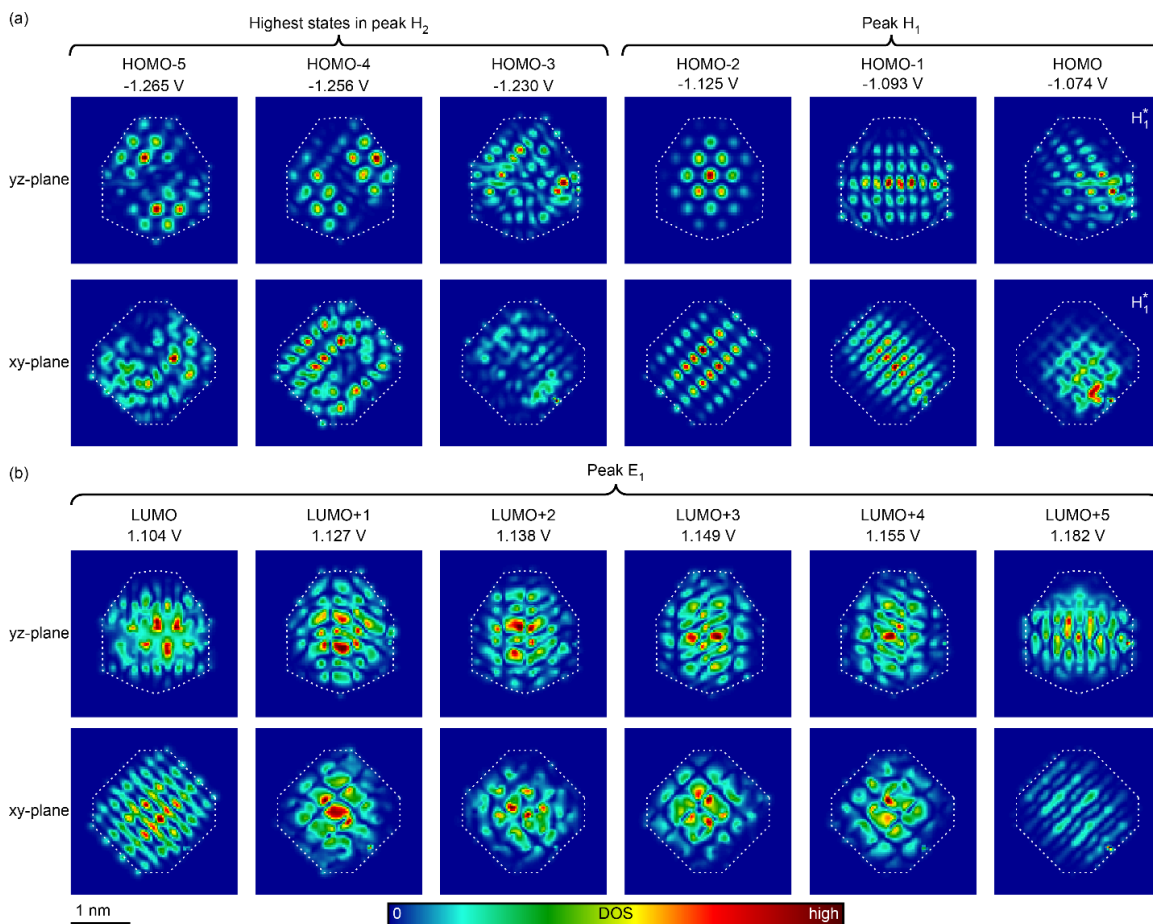 (a)
Highest states in peak H₂
Peak H₁
HOMO-5 HOMO-4 HOMO-3 HOMO-2 HOMO-1 HOMO
-1.265 V -1.256 V -1.230 V -1.125 V -1.093 V -1.074 V
yz-plane
H₁*
xy-plane
H₁*
(b)
Peak E₁
LUMO LUMO+1 LUMO+2 LUMO+3 LUMO+4 LUMO+5
1.104 V 1.127 V 1.138 V 1.149 V 1.155 V 1.182 V
yz-plane
xy-plane
1 nm
0 DOS high